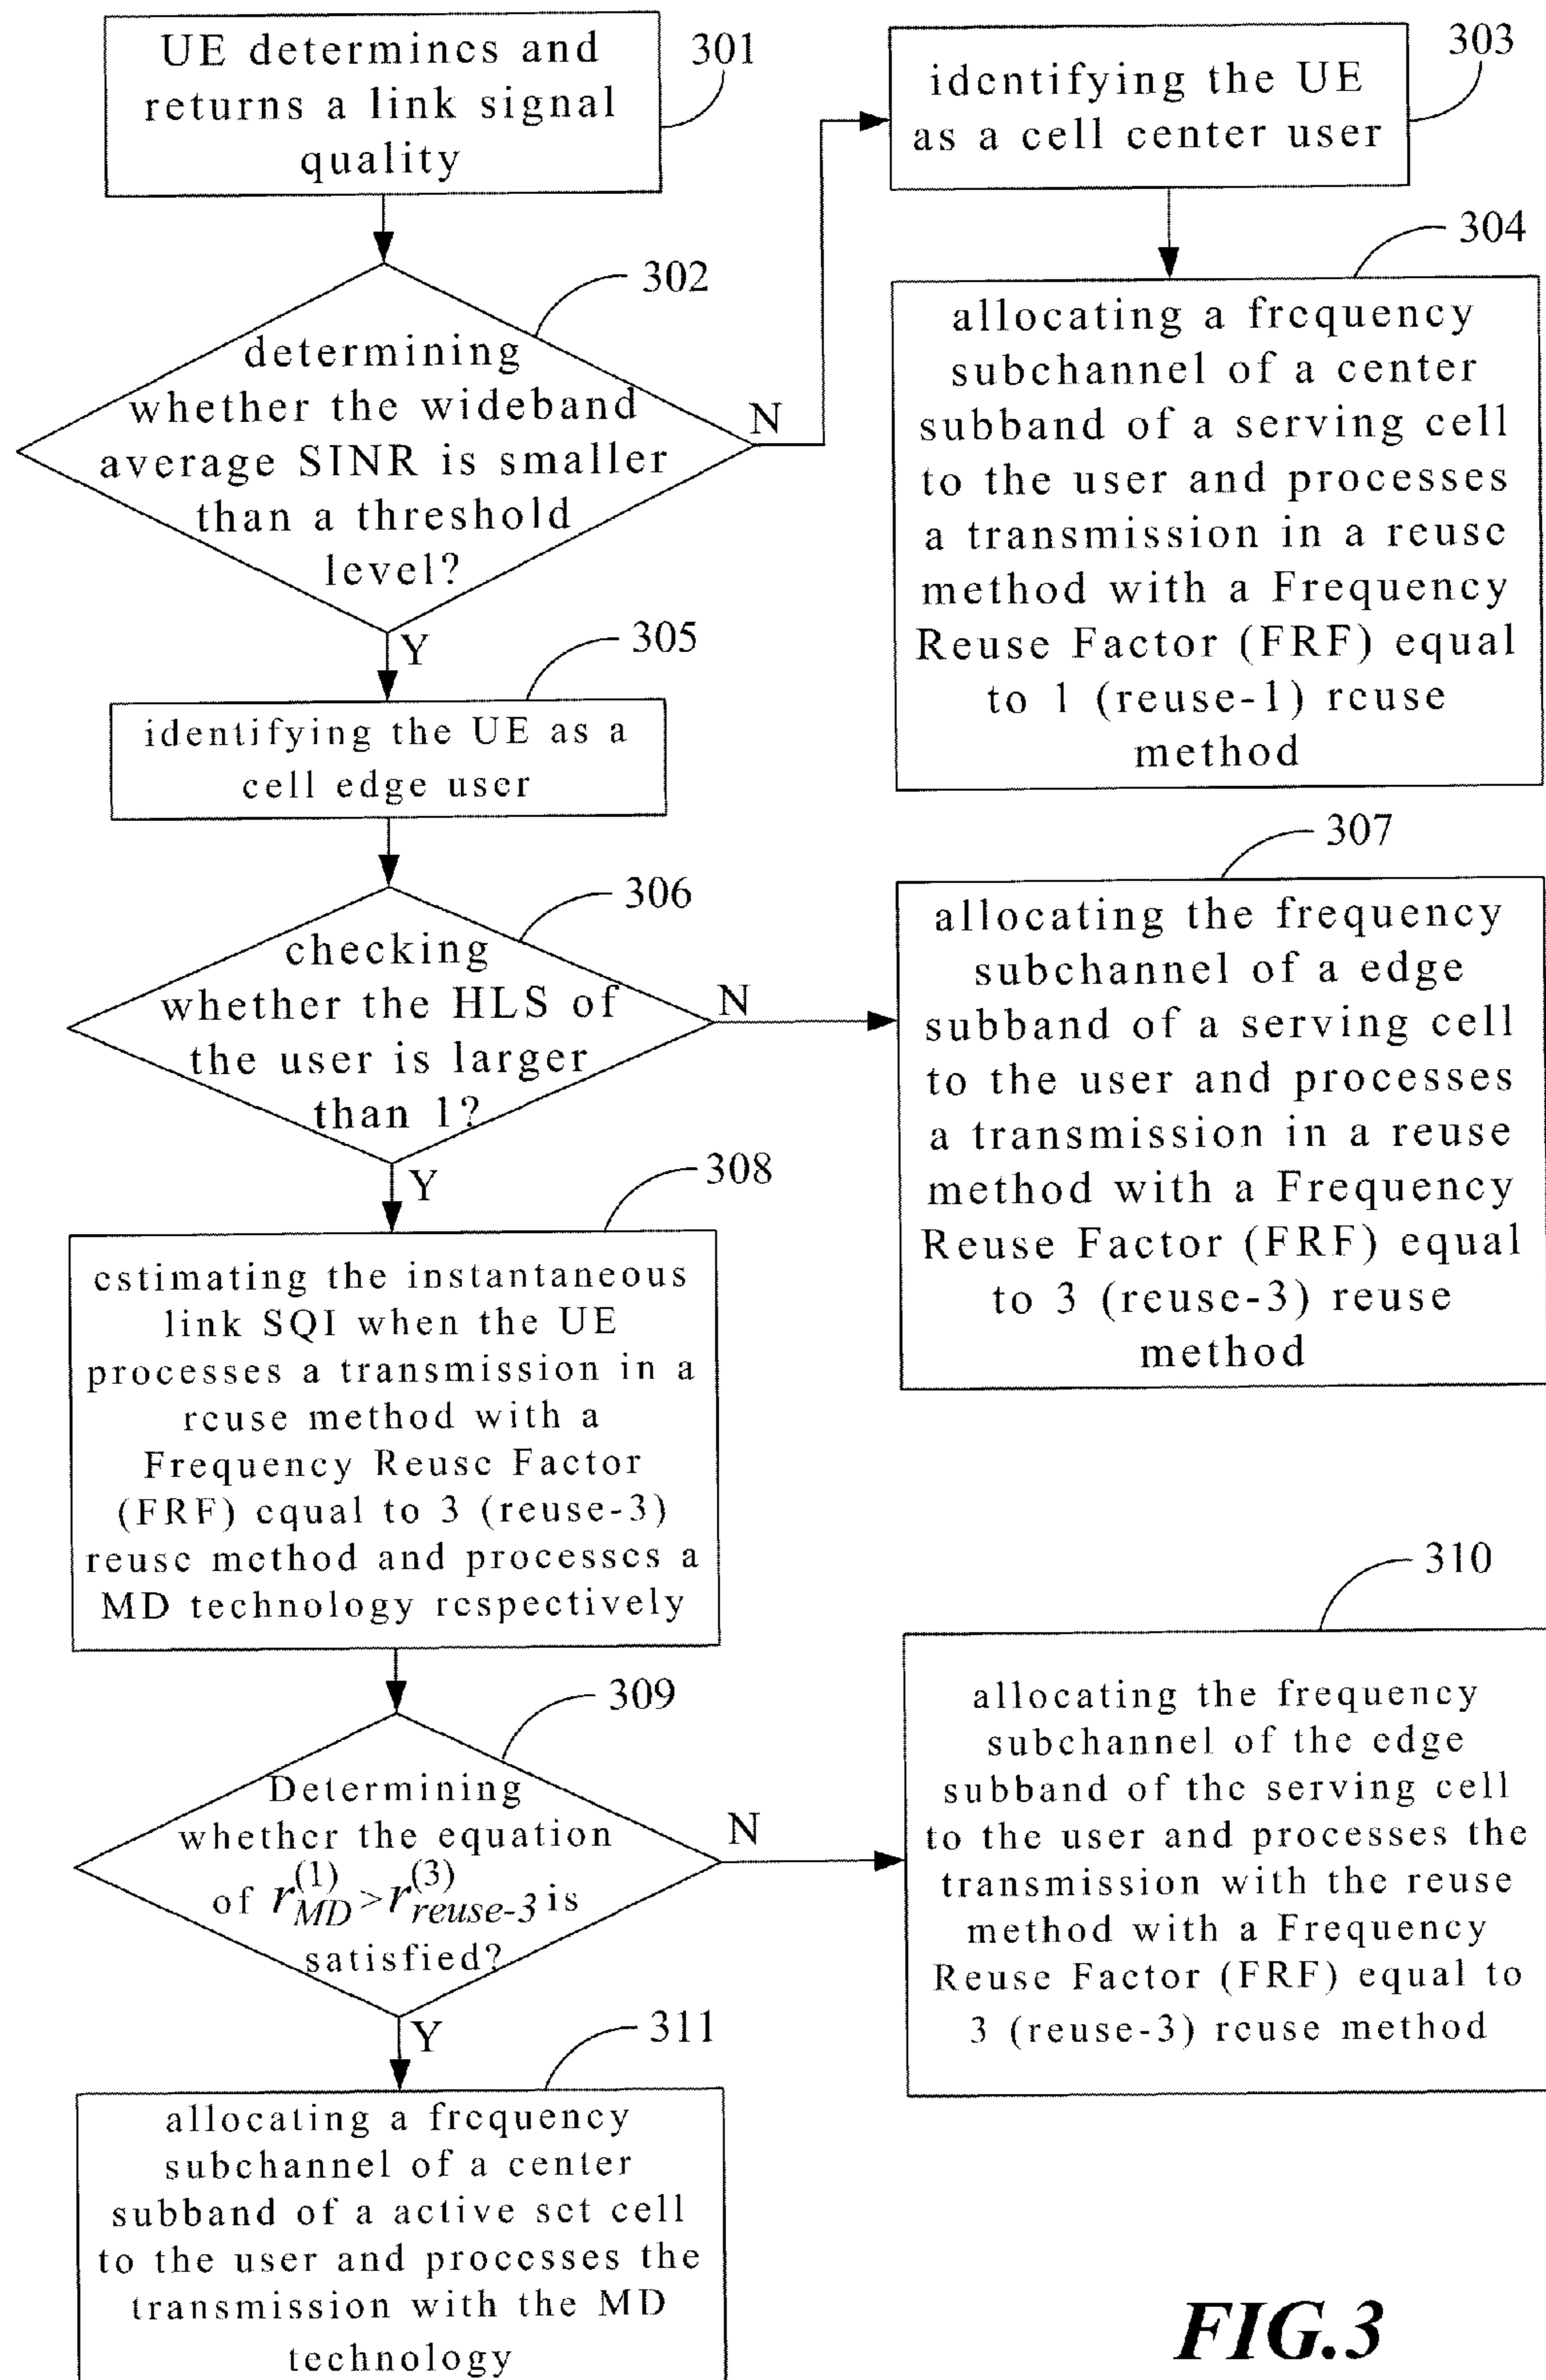 UE determines and
returns a link signal
quality
301
determining
whether the wideband
average SINR is smaller
than a threshold
level?
302
N
Y
identifying the UE
as a cell center user
303
allocating a frequency
subchannel of a center
subband of a serving cell
to the user and processes
a transmission in a reuse
method with a Frequency
Reuse Factor (FRF) equal
to 1 (reuse-1) reuse
method
304
identifying the UE as a
cell edge user
305
checking
whether the HLS of
the user is larger
than 1?
306
N
Y
allocating the frequency
subchannel of a edge
subband of a serving cell
to the user and processes
a transmission in a reuse
method with a Frequency
Reuse Factor (FRF) equal
to 3 (reuse-3) reuse
method
307
estimating the instantaneous
link SQI when the UE
processes a transmission in a
reuse method with a
Frequency Reuse Factor
(FRF) equal to 3 (reuse-3)
reuse method and processes a
MD technology respectively
308
Determining
whether the equation
of r_{MD}^{(1)} > r_{reuse-3}^{(3)} is
satisfied?
309
N
Y
allocating the frequency
subchannel of the edge
subband of the serving cell
to the user and processes the
transmission with the reuse
method with a Frequency
Reuse Factor (FRF) equal to
3 (reuse-3) reuse method
310
allocating a frequency
subchannel of a center
subband of a active set cell
to the user and processes the
transmission with the MD
technology
311
FIG.3